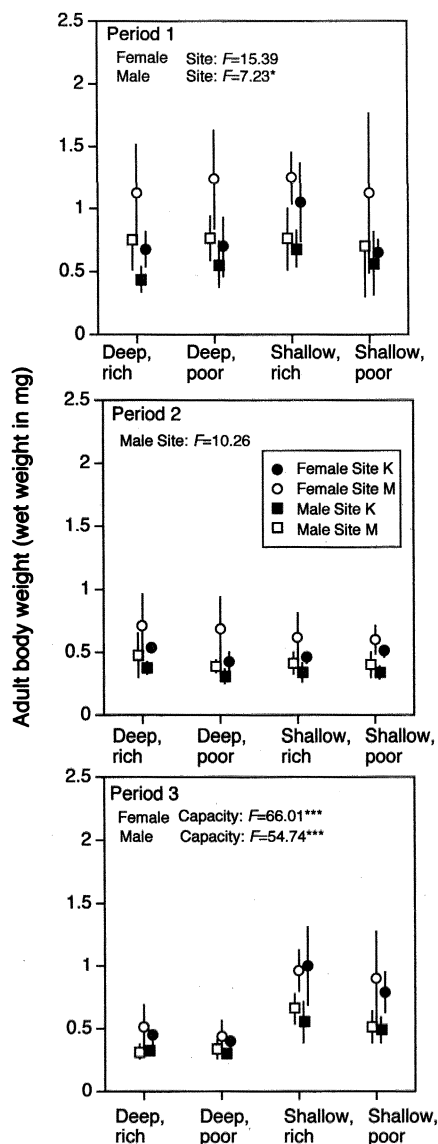 Adult body weight (wet weight in mg)
2.5
2
1.5
1
0.5
0
Period 1
Female Site: F=15.39
Male Site: F=7.23*
Deep, rich
Deep, poor
Shallow, rich
Shallow, poor
2.5
2
1.5
1
0.5
0
Period 2
Male Site: F=10.26
Female Site K
Female Site M
Male Site K
Male Site M
Deep, rich
Deep, poor
Shallow, rich
Shallow, poor
2.5
2
1.5
1
0.5
0
Period 3
Female Capacity: F=66.01***
Male Capacity: F=54.74***
Deep, rich
Deep, poor
Shallow, rich
Shallow, poor